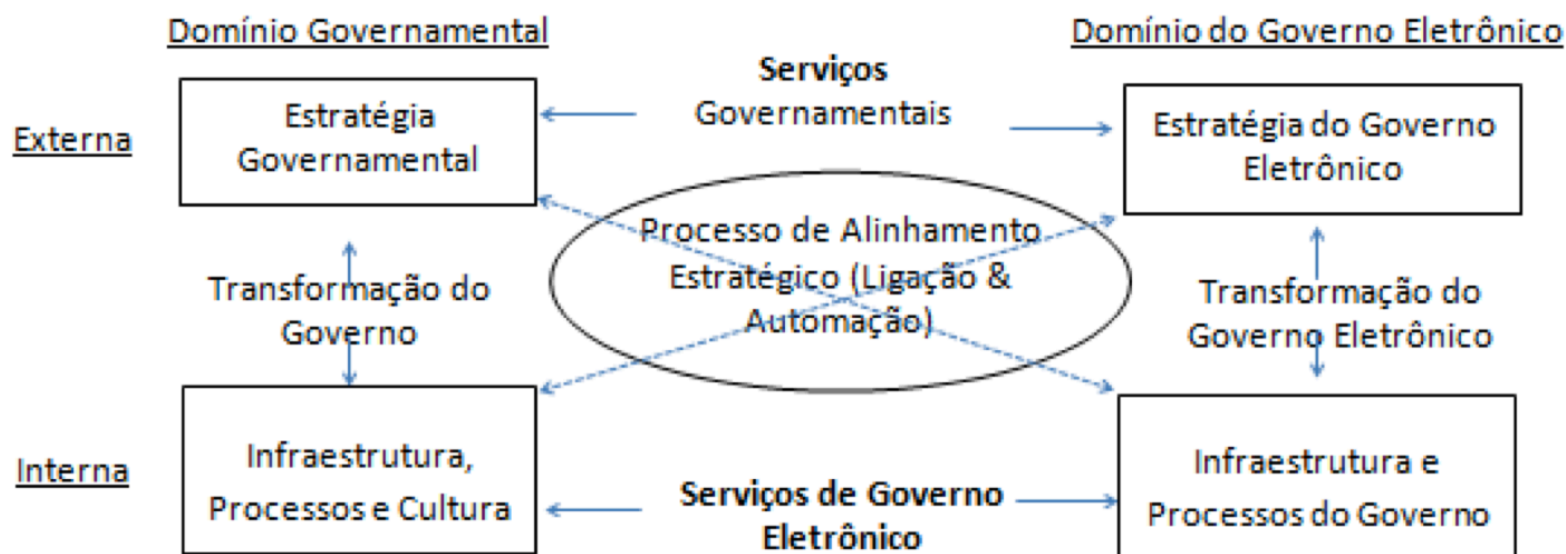 Domínio Governamental
Domínio do Governo Eletrônico
Serviços
Governamentais
Externa
Estratégia
Governamental
Estratégia do Governo
Eletrônico
Processo de Alinhamento
Estratégico (Ligação &
Automação)
Transformação do
Governo
Transformação do
Governo Eletrônico
Interna
Infraestrutura,
Processos e Cultura
Serviços de Governo
Eletrônico
Infraestrutura e
Processos do Governo